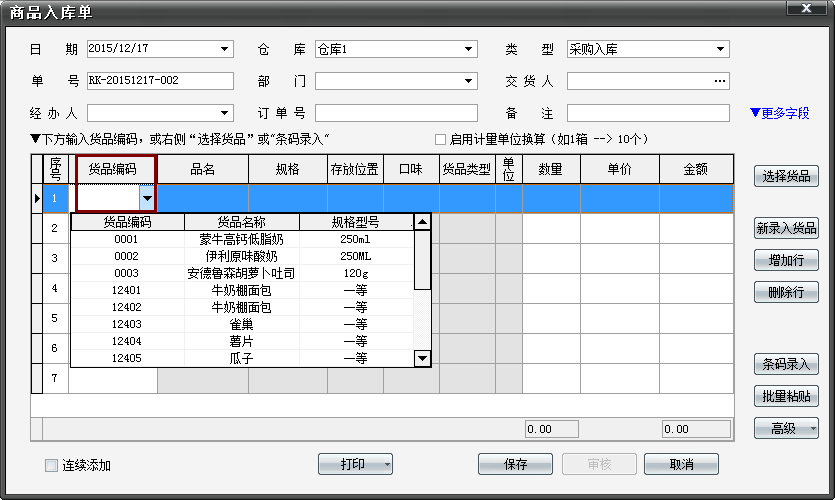 商品入库单
日 期 2015/12/17 仓 库 仓库1 类 型 采购入库
单 号 RK-20151217-002 部 门 交 货 人 ...
经 办 人 订 单 号 备 注 ▼更多字段
▼下方输入货品编码，或右侧“选择货品”或"条码录入" 启用计量单位换算（如1箱 --> 10个）
序号 货品编码 品名 规格 存放位置 口味 货品类型 单位 数量 单价 金额
选择货品
1
货品编码 货品名称 规格型号
2
新录入货品
0001 蒙牛高钙低脂奶 250ml
0002 伊利原味酸奶 250ML
3
增加行
0003 安德鲁森胡萝卜吐司 120g
4
12401 牛奶棚面包 一等
删除行
12402 牛奶棚面包 一等
5
12403 雀巢 一等
12404 薯片 一等
6
12405 瓜子 一等
条码录入
7
批量粘贴
0.00 0.00
高级
连续添加 打印 保存 审核 取消